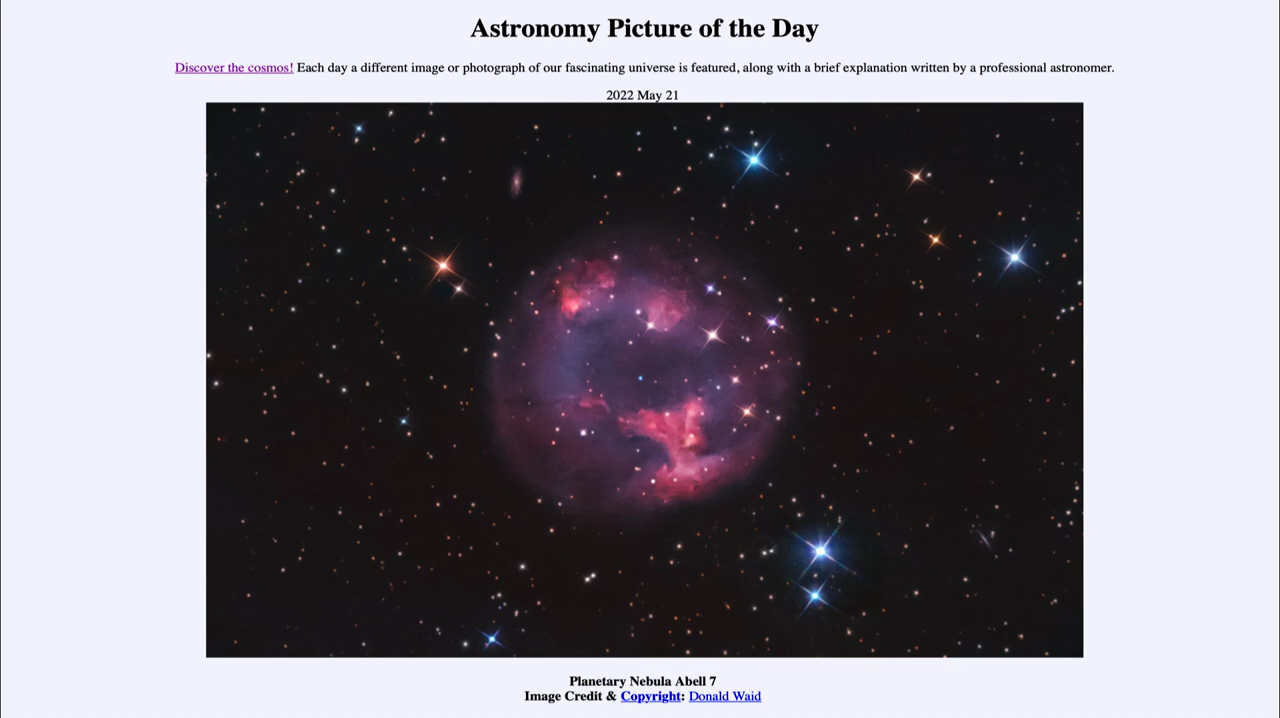 Astronomy Picture of the Day
Discover the cosmos! Each day a different image or photograph of our fascinating universe is featured, along with a brief explanation written by a professional astronomer.
2022 May 21
Planetary Nebula Abell 7
Image Credit & Copyright: Donald Waid